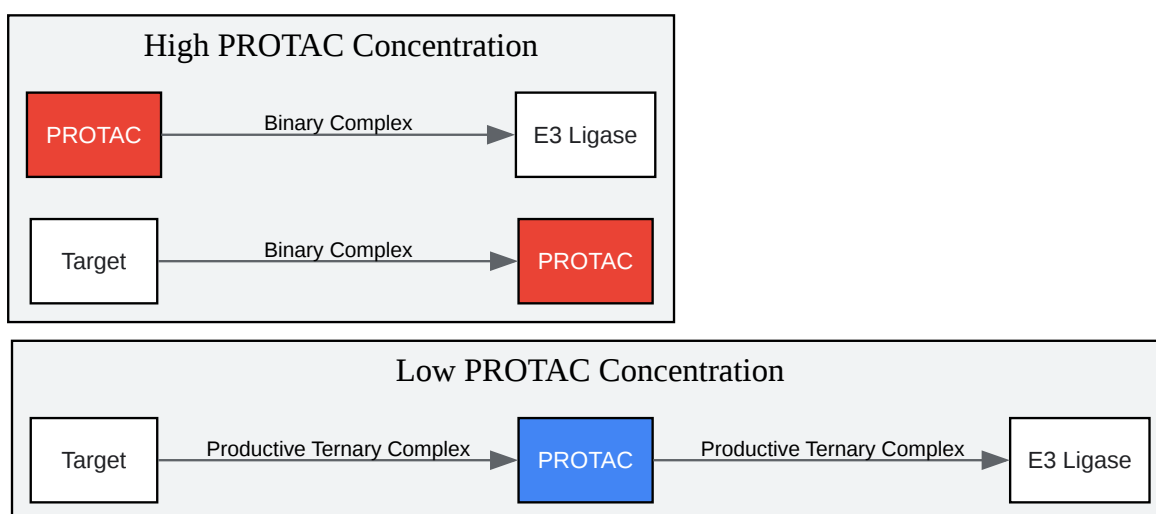 High PROTAC Concentration
PROTAC
Binary Complex
E3 Ligase
Target
Binary Complex
PROTAC
Low PROTAC Concentration
Target
Productive Ternary Complex
PROTAC
Productive Ternary Complex
E3 Ligase